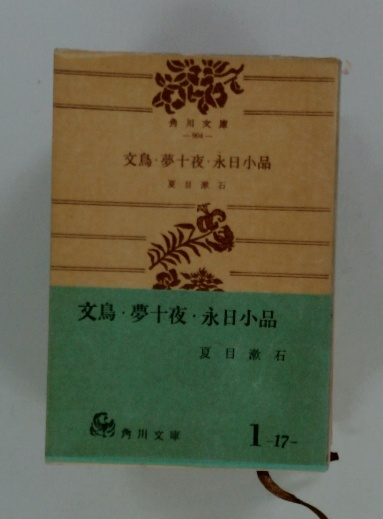 角川文庫
—904—
文鳥・夢十夜・永日小品
夏目漱石
文鳥・夢十夜・永日小品
夏目漱石
角川文庫
1-17-